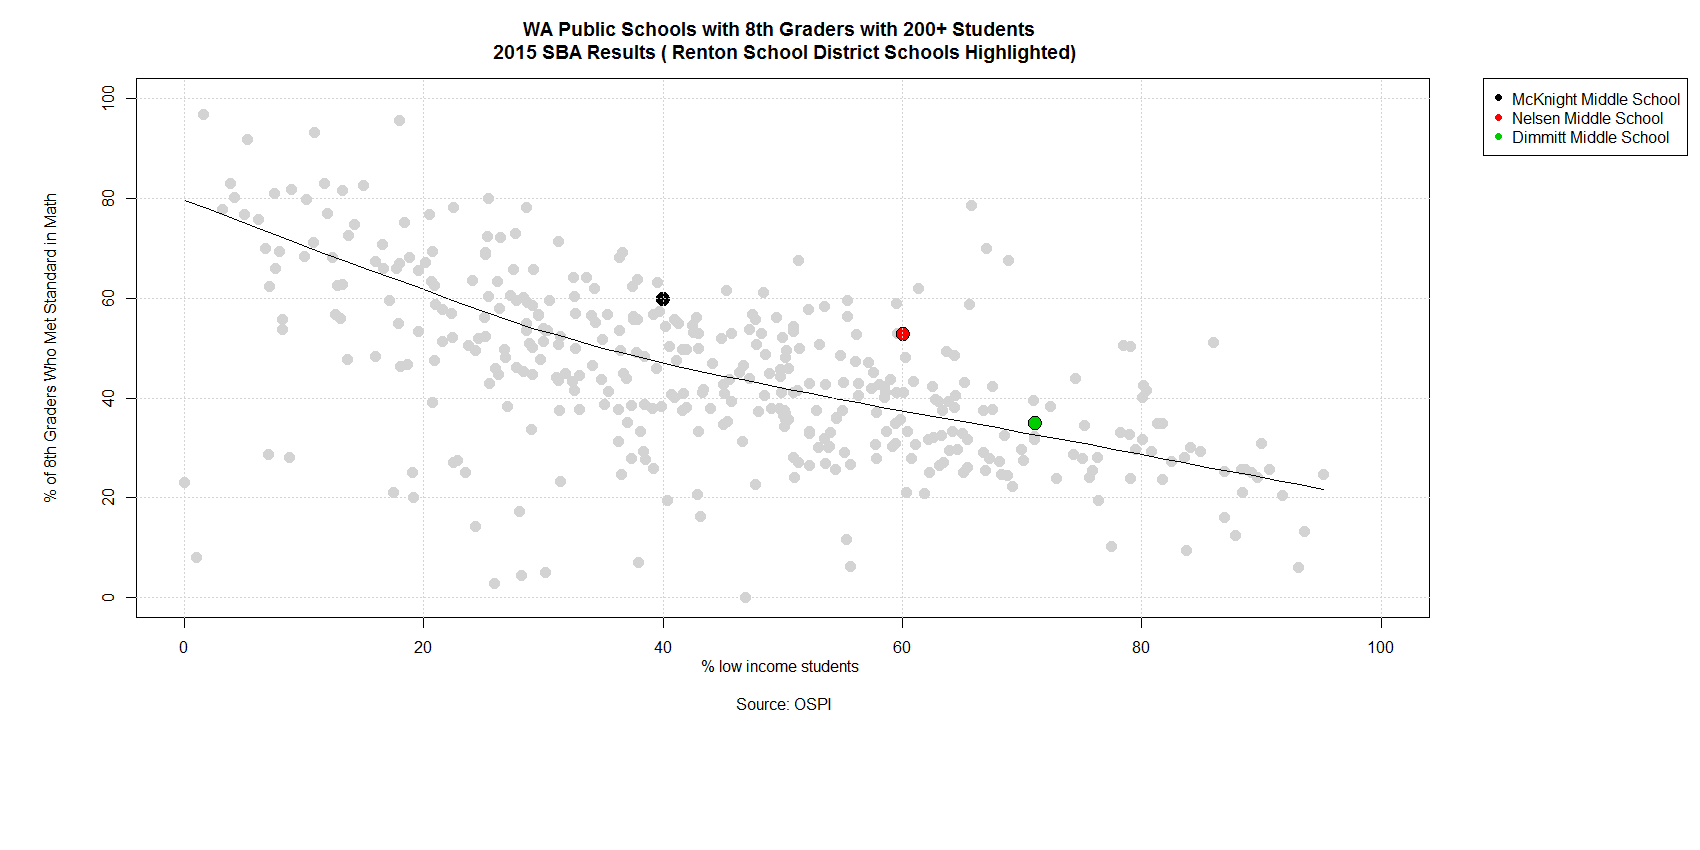 WA Public Schools with 8th Graders with 200+ Students
2015 SBA Results ( Renton School District Schools Highlighted)
% of 8th Graders Who Met Standard in Math
100
80
60
40
20
0
0 20 40 60 80 100
% low income students
Source: OSPI
McKnight Middle School
Nelsen Middle School
Dimmitt Middle School